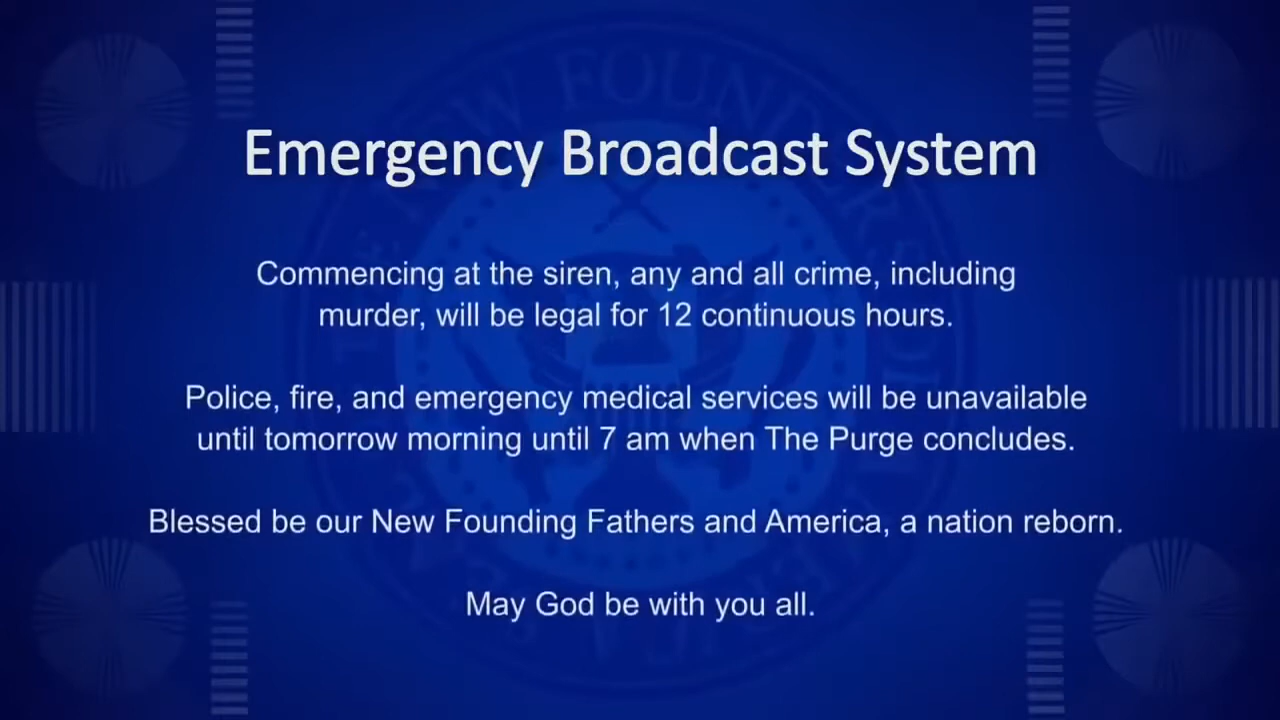 Emergency Broadcast System
Commencing at the siren, any and all crime, including
murder, will be legal for 12 continuous hours.
Police, fire, and emergency medical services will be unavailable
until tomorrow morning until 7 am when The Purge concludes.
Blessed be our New Founding Fathers and America, a nation reborn.
May God be with you all.
NEW FOUNDERS